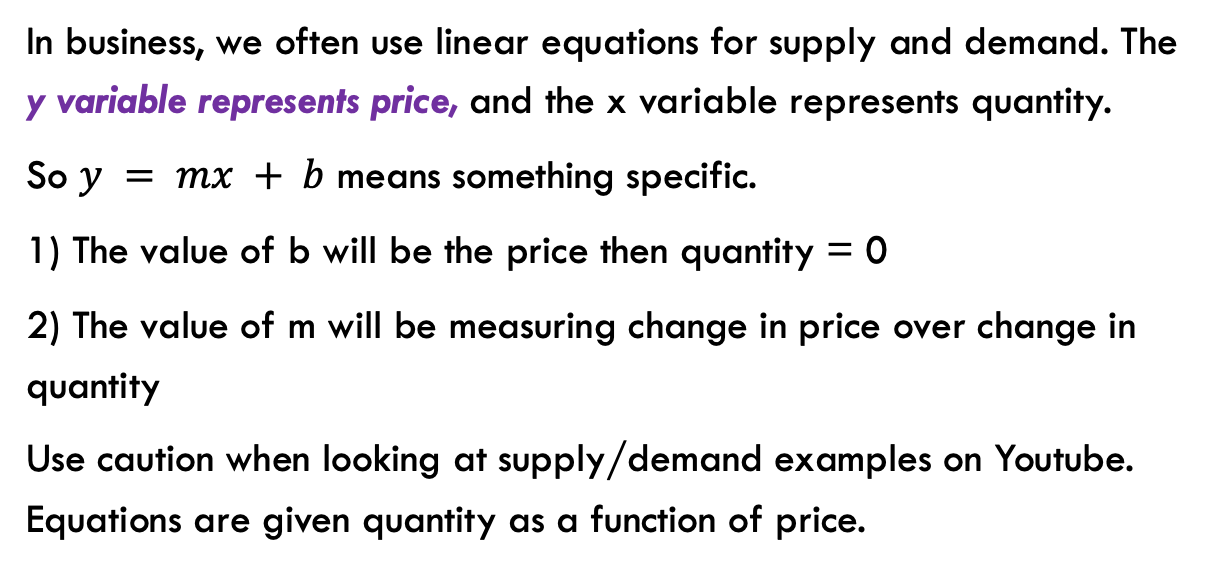 In business, we often use linear equations for supply and demand. The
y variable represents price, and the x variable represents quantity.
So y = mx + b means something specific.
1) The value of b will be the price then quantity = 0
2) The value of m will be measuring change in price over change in
quantity
Use caution when looking at supply/demand examples on Youtube.
Equations are given quantity as a function of price.